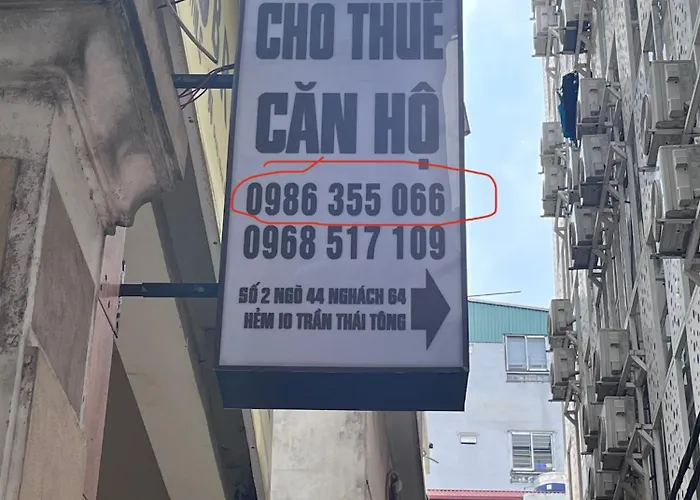 CHO THUÊ
CĂN HỘ
0986 355 066
0968 517 109
SỐ 2 NGÕ 44 NGHÁCH 64
HẺM 10 TRẦN THÁI TÔNG